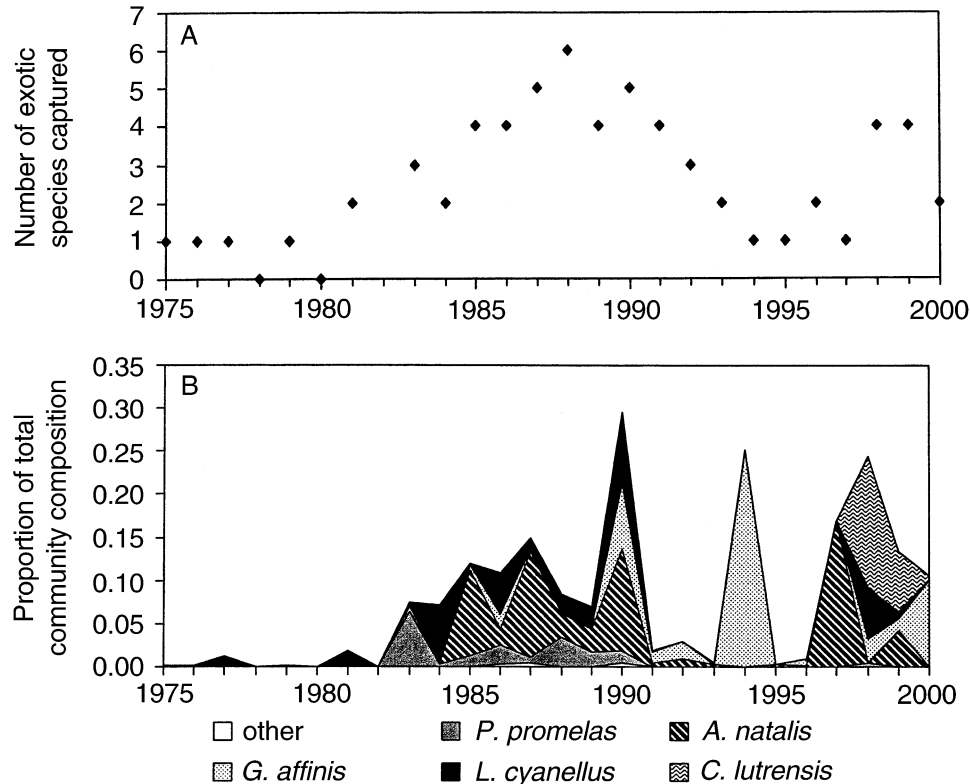 Number of exotic
species captured
A
7
6
5
4
3
2
1
0
1975 1980 1985 1990 1995 2000
Proportion of total
community composition
B
0.35
0.30
0.25
0.20
0.15
0.10
0.05
0.00
1975 1980 1985 1990 1995 2000
other P. promelas A. natalis
G. affinis L. cyanellus C. lutrensis